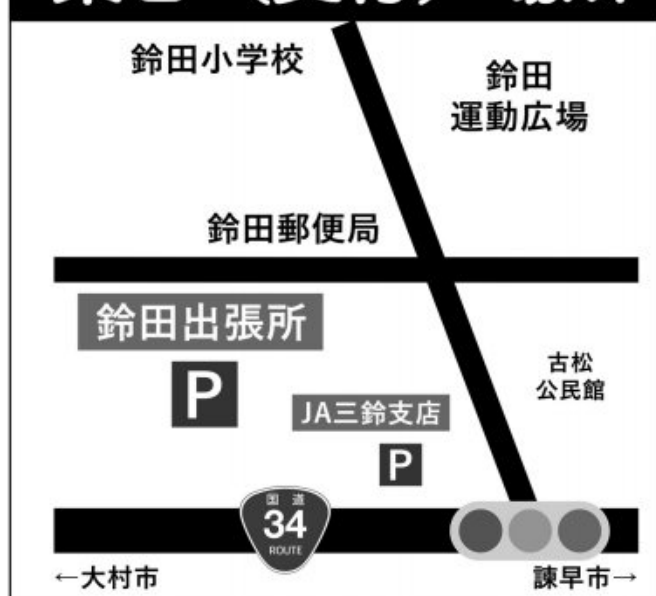 鈴田小学校
鈴田
運動広場
鈴田郵便局
鈴田出張所
P
古松
公民館
JA三鈴支店
P
国道
34
ROUTE
←大村市
諫早市→